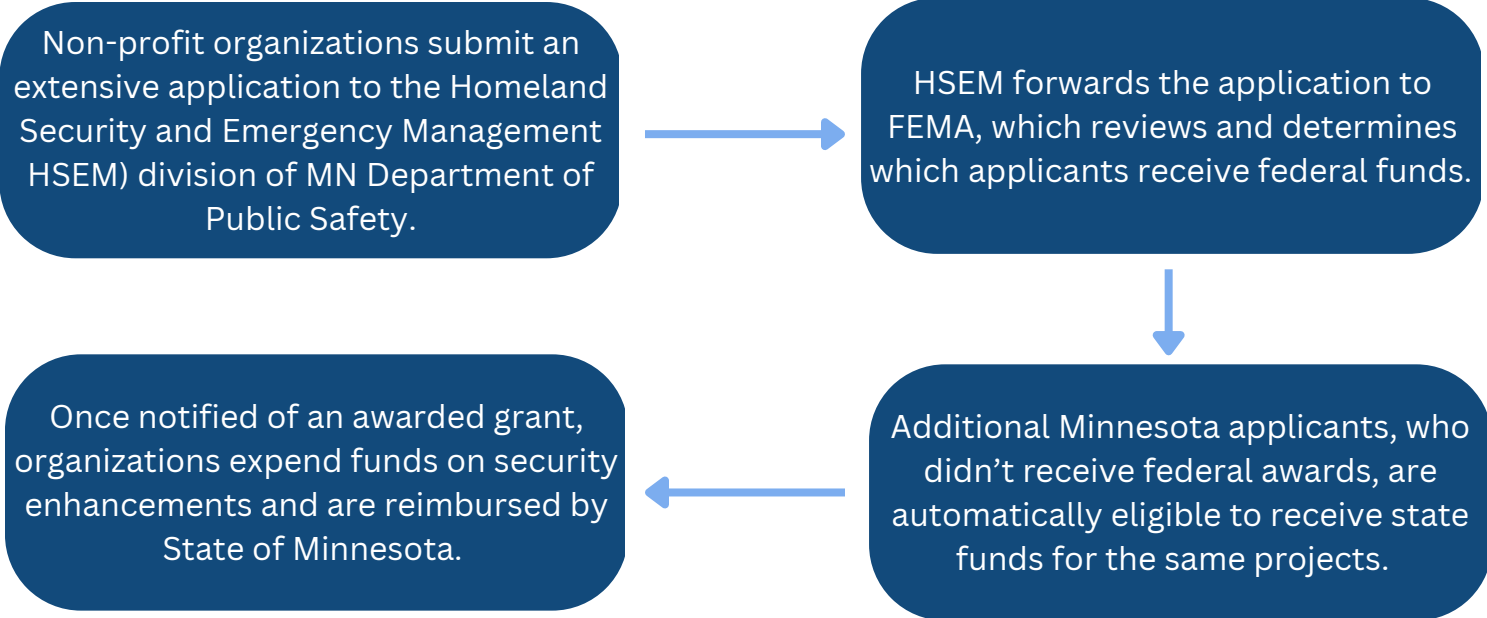 Non-profit organizations submit an
extensive application to the Homeland
Security and Emergency Management
HSEM) division of MN Department of
Public Safety.
HSEM forwards the application to
FEMA, which reviews and determines
which applicants receive federal funds.
Additional Minnesota applicants, who
didn’t receive federal awards, are
automatically eligible to receive state
funds for the same projects.
Once notified of an awarded grant,
organizations expend funds on security
enhancements and are reimbursed by
State of Minnesota.